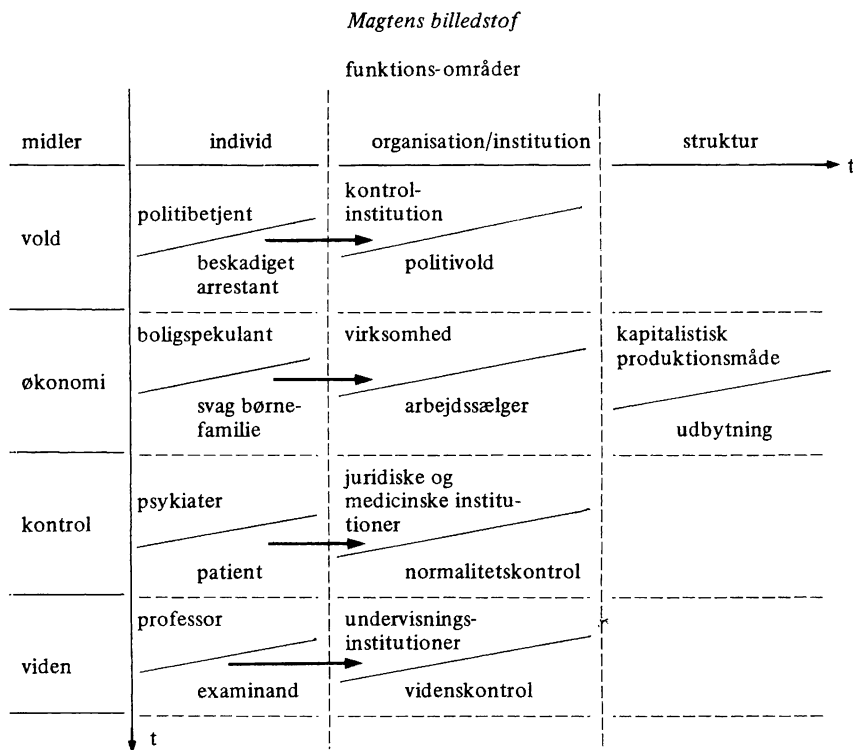 Magtens billedstof
funktions-områder
midler
individ
organisation/institution
struktur
t
vold
politibetjent
beskadiget
arrestant
kontrol-
institution
politivold
økonomi
boligspekulant
svag børne-
familie
virksomhed
arbejdssælger
kapitalistisk
produktionsmåde
udbytning
kontrol
psykiater
patient
juridiske og
medicinske institu-
tioner
normalitetskontrol
viden
professor
examinand
undervisnings-
institutioner
videnskontrol
t